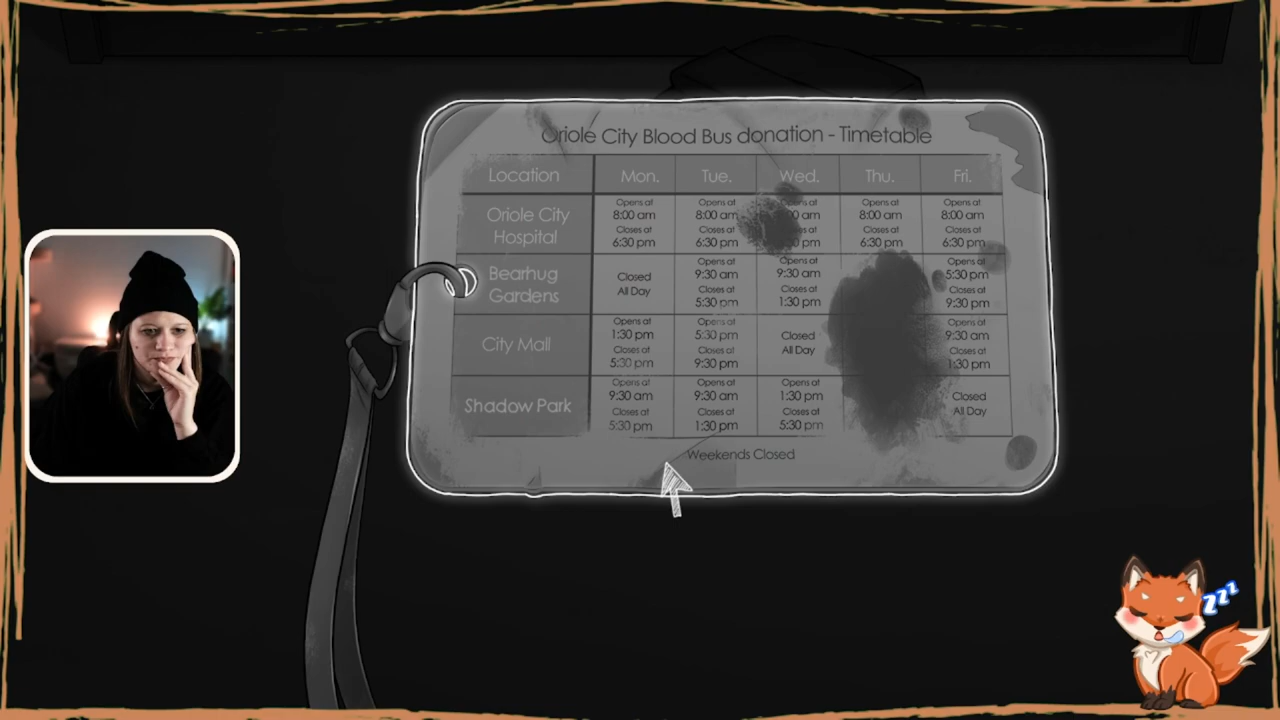 Oriole City Blood Bus donation - Timetable
Location Mon. Tue. Wed. Thu. Fri.
Opens at Opens at Opens at Opens at
Oriole City 8:00 am 8:00 am am 8:00 am 8:00 am
Hospital Closes at Closes at Closes at Closes at
6:30 pm 6:30 pm pm 6:30 pm 6:30 pm
Opens at Opens at Opens at
Bearhug Closed 9:30 am 9:30 am 5:30 pm
Gardens All Day Closes at Closes at Closes at
5:30 pm 1:30 pm 9:30 pm
Opens at Opens at Opens at
City Mall 1:30 pm 5:30 pm Closed 9:30 am
Closes at Closes at All Day Closes at
5:30 pm 9:30 pm 1:30 pm
Opens at Opens at Opens at
Shadow Park 9:30 am 9:30 am 1:30 pm Closed
Closes at Closes at Closes at All Day
5:30 pm 1:30 pm 5:30 pm
Weekends Closed
zzz